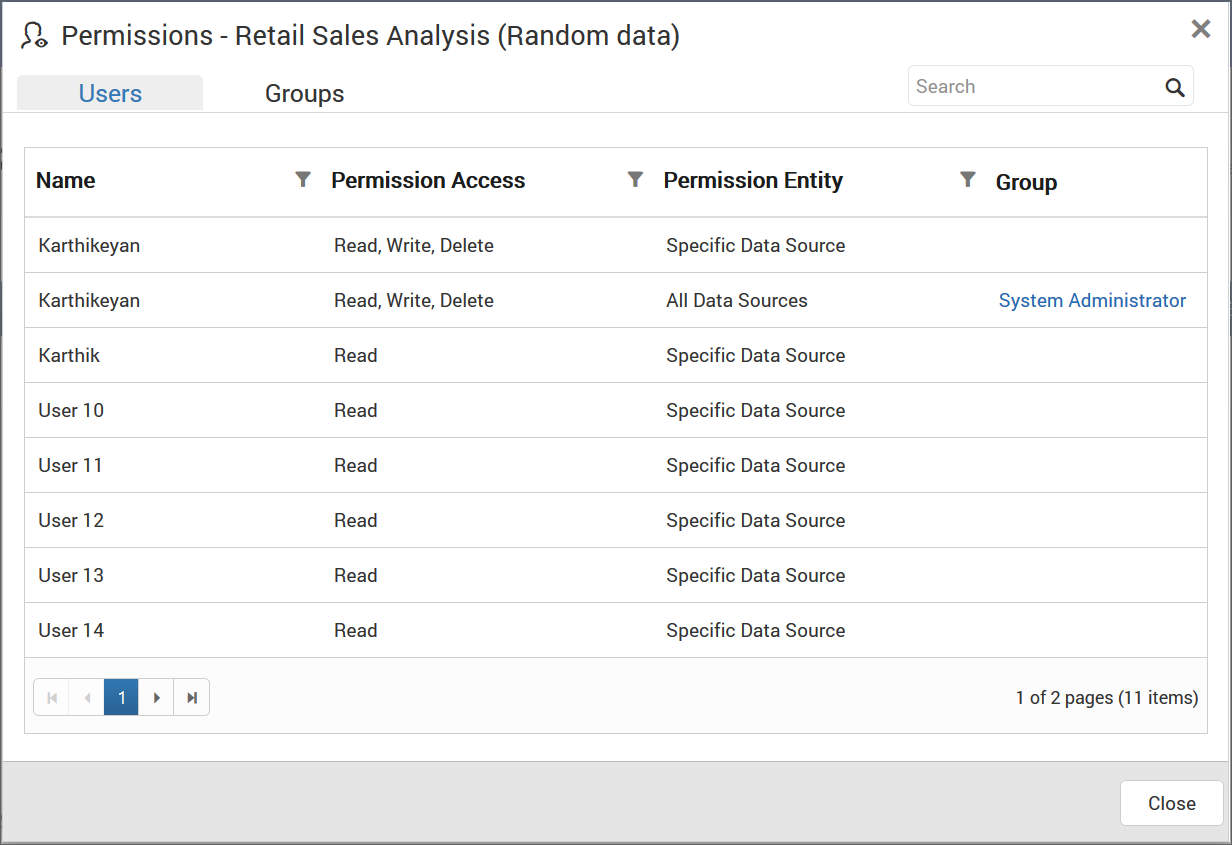 Permissions - Retail Sales Analysis (Random data)
Users Groups Search
Name Permission Access Permission Entity Group
Karthikeyan Read, Write, Delete Specific Data Source
Karthikeyan Read, Write, Delete All Data Sources System Administrator
Karthik Read Specific Data Source
User 10 Read Specific Data Source
User 11 Read Specific Data Source
User 12 Read Specific Data Source
User 13 Read Specific Data Source
User 14 Read Specific Data Source
1 1 of 2 pages (11 items)
Close